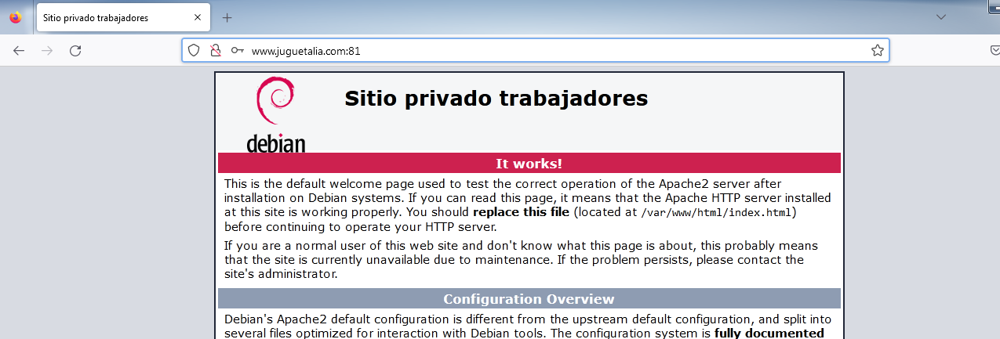 Sitio privado trabajadores
www.juguetalia.com:81
debian
Sitio privado trabajadores
It works!
This is the default welcome page used to test the correct operation of the Apache2 server after
installation on Debian systems. If you can read this page, it means that the Apache HTTP server installed
at this site is working properly. You should replace this file (located at /var/www/html/index.html)
before continuing to operate your HTTP server.
If you are a normal user of this web site and don't know what this page is about, this probably means
that the site is currently unavailable due to maintenance. If the problem persists, please contact the
site's administrator.
Configuration Overview
Debian's Apache2 default configuration is different from the upstream default configuration, and split into
several files optimized for interaction with Debian tools. The configuration system is fully documented